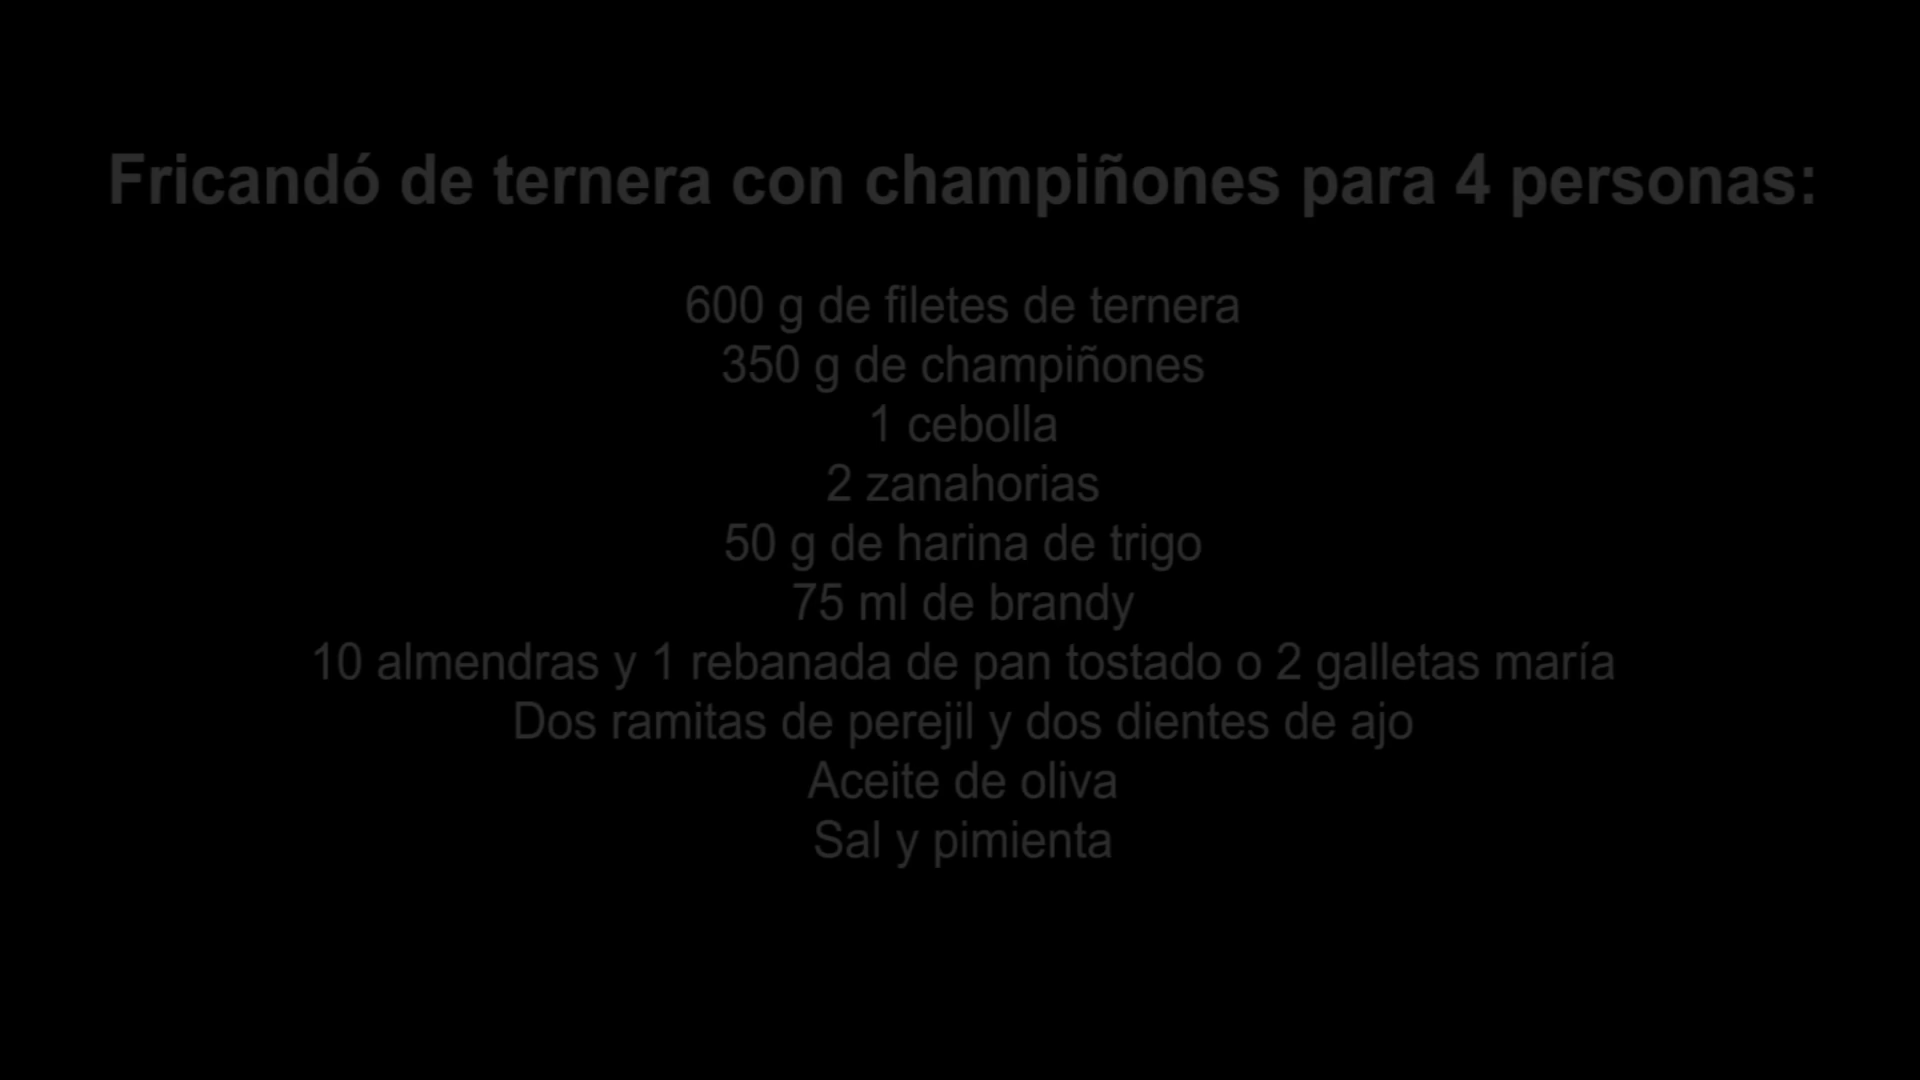 Fricandó de ternera con champiñones para 4 personas:
600 g de filetes de ternera
350 g de champiñones
1 cebolla
2 zanahorias
50 g de harina de trigo
75 ml de brandy
10 almendras y 1 rebanada de pan tostado o 2 galletas maría
Dos ramitas de perejil y dos dientes de ajo
Aceite de oliva
Sal y pimienta